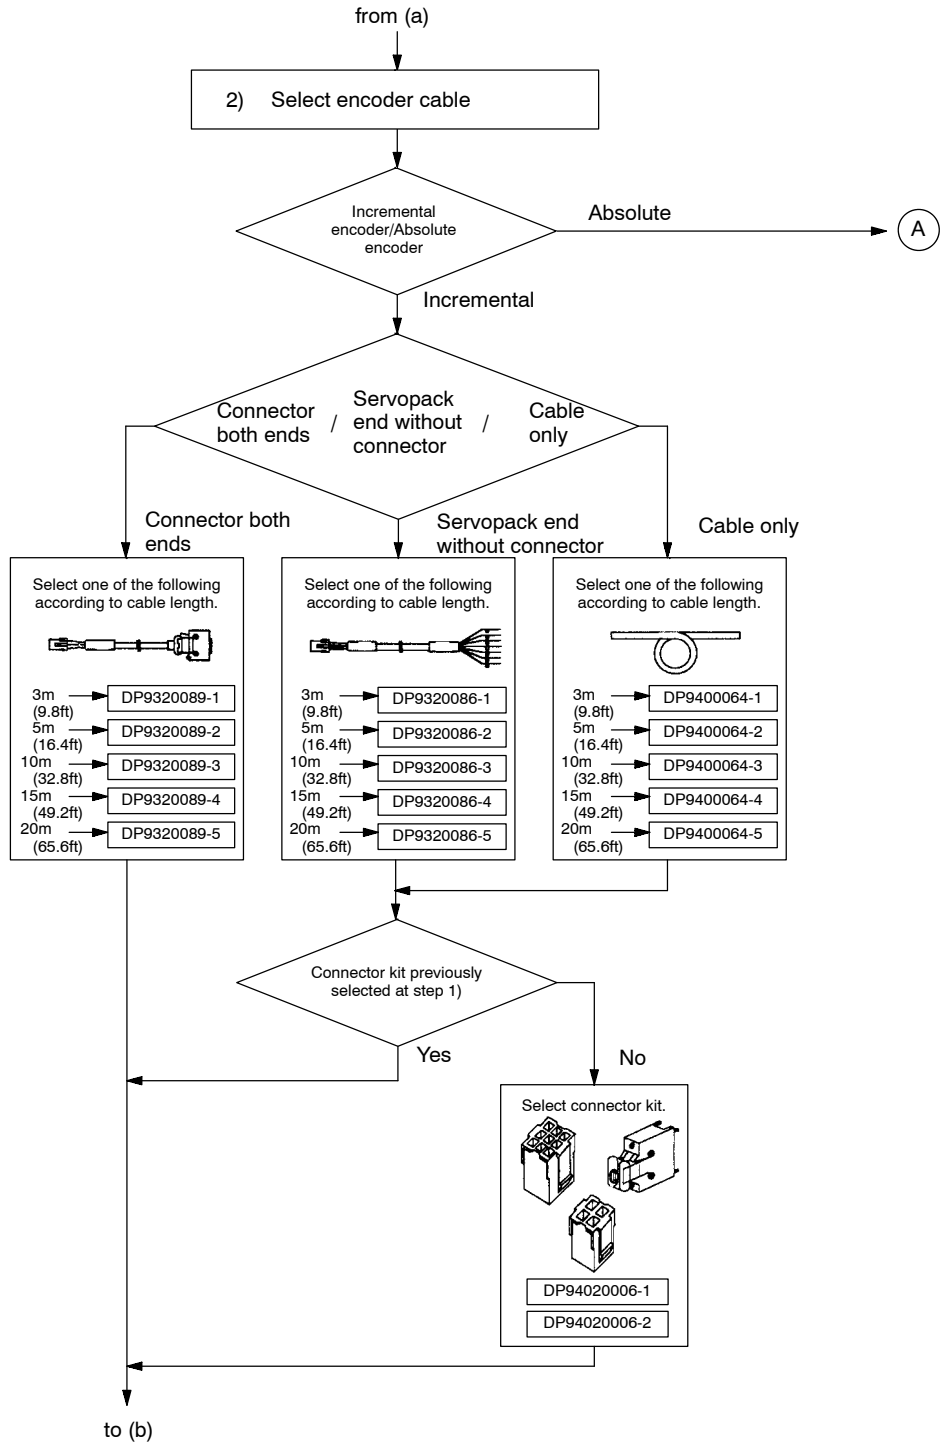 from (a)
2) Select encoder cable
Incremental
encoder/Absolute
encoder
Absolute
A
Incremental
Connector
both ends
/
Servopack
end without
connector
/
Cable
only
Connector both
ends
Servopack end
without connector
Cable only
Select one of the following
according to cable length.
3m
(9.8ft)
DP9320089-1
5m
(16.4ft)
DP9320089-2
10m
(32.8ft)
DP9320089-3
15m
(49.2ft)
DP9320089-4
20m
(65.6ft)
DP9320089-5
Select one of the following
according to cable length.
3m
(9.8ft)
DP9320086-1
5m
(16.4ft)
DP9320086-2
10m
(32.8ft)
DP9320086-3
15m
(49.2ft)
DP9320086-4
20m
(65.6ft)
DP9320086-5
Select one of the following
according to cable length.
3m
(9.8ft)
DP9400064-1
5m
(16.4ft)
DP9400064-2
10m
(32.8ft)
DP9400064-3
15m
(49.2ft)
DP9400064-4
20m
(65.6ft)
DP9400064-5
Connector kit previously
selected at step 1)
Yes
No
Select connector kit.
DP94020006-1
DP94020006-2
to (b)